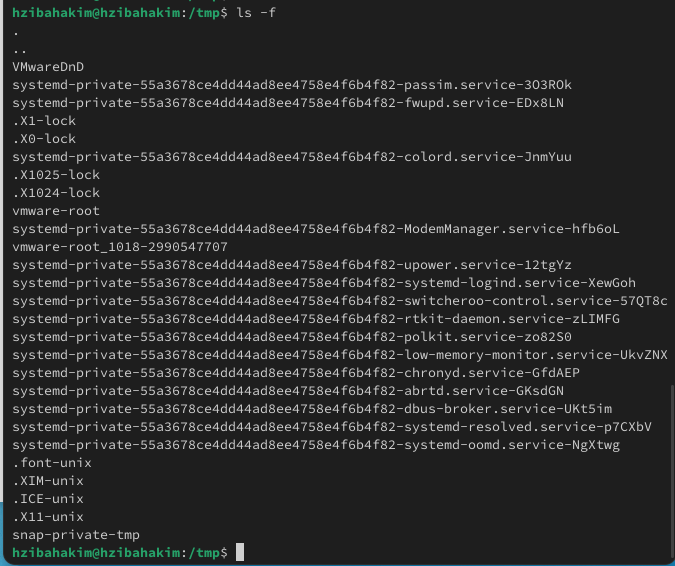 hzibahakim@hzibahakim:/tmp$ ls -f
.
..
VMwareDnD
systemd-private-55a3678ce4dd44ad8ee4758e4f6b4f82-passim.service-3O3ROk
systemd-private-55a3678ce4dd44ad8ee4758e4f6b4f82-fwupd.service-EDx8LN
.X1-lock
.X0-lock
systemd-private-55a3678ce4dd44ad8ee4758e4f6b4f82-colord.service-JnmYuu
.X1025-lock
.X1024-lock
vmware-root
systemd-private-55a3678ce4dd44ad8ee4758e4f6b4f82-ModemManager.service-hfb6oL
vmware-root_1018-2990547707
systemd-private-55a3678ce4dd44ad8ee4758e4f6b4f82-upower.service-12tgYz
systemd-private-55a3678ce4dd44ad8ee4758e4f6b4f82-systemd-logind.service-XewGoh
systemd-private-55a3678ce4dd44ad8ee4758e4f6b4f82-switcheroo-control.service-57QT8c
systemd-private-55a3678ce4dd44ad8ee4758e4f6b4f82-rtkit-daemon.service-zLIMFG
systemd-private-55a3678ce4dd44ad8ee4758e4f6b4f82-polkit.service-zo82S0
systemd-private-55a3678ce4dd44ad8ee4758e4f6b4f82-low-memory-monitor.service-UkvZNX
systemd-private-55a3678ce4dd44ad8ee4758e4f6b4f82-chronyd.service-GfdAEP
systemd-private-55a3678ce4dd44ad8ee4758e4f6b4f82-abrtd.service-GKsdGN
systemd-private-55a3678ce4dd44ad8ee4758e4f6b4f82-dbus-broker.service-UKt5im
systemd-private-55a3678ce4dd44ad8ee4758e4f6b4f82-systemd-resolved.service-p7CXbV
systemd-private-55a3678ce4dd44ad8ee4758e4f6b4f82-systemd-oomd.service-NgXtwg
.font-unix
.XIM-unix
.ICE-unix
.X11-unix
snap-private-tmp
hzibahakim@hzibahakim:/tmp$